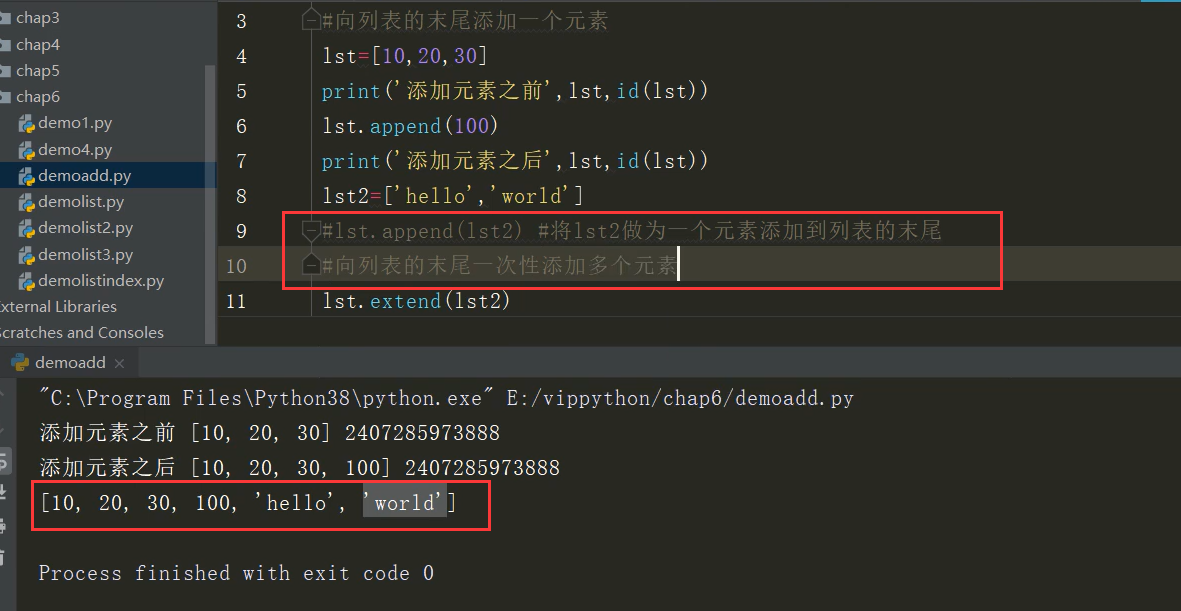 chap3
chap4
chap5
chap6
demo1.py
demo4.py
demoadd.py
demolist.py
demolist2.py
demolist3.py
demolistindex.py
xternal Libraries
cratches and Consoles
3 #向列表的末尾添加一个元素
4 lst=[10,20,30]
5 print('添加元素之前',lst,id(lst))
6 lst.append(100)
7 print('添加元素之后',lst,id(lst))
8 lst2=['hello','world']
9 #lst.append(lst2) #将lst2做为一个元素添加到列表的末尾
10 #向列表的末尾一次性添加多个元素
11 lst.extend(lst2)
demoadd ×
"C:\Program Files\Python38\python.exe" E:/vippython/chap6/demoadd.py
添加元素之前 [10, 20, 30] 2407285973888
添加元素之后 [10, 20, 30, 100] 2407285973888
[10, 20, 30, 100, 'hello', 'world']
Process finished with exit code 0